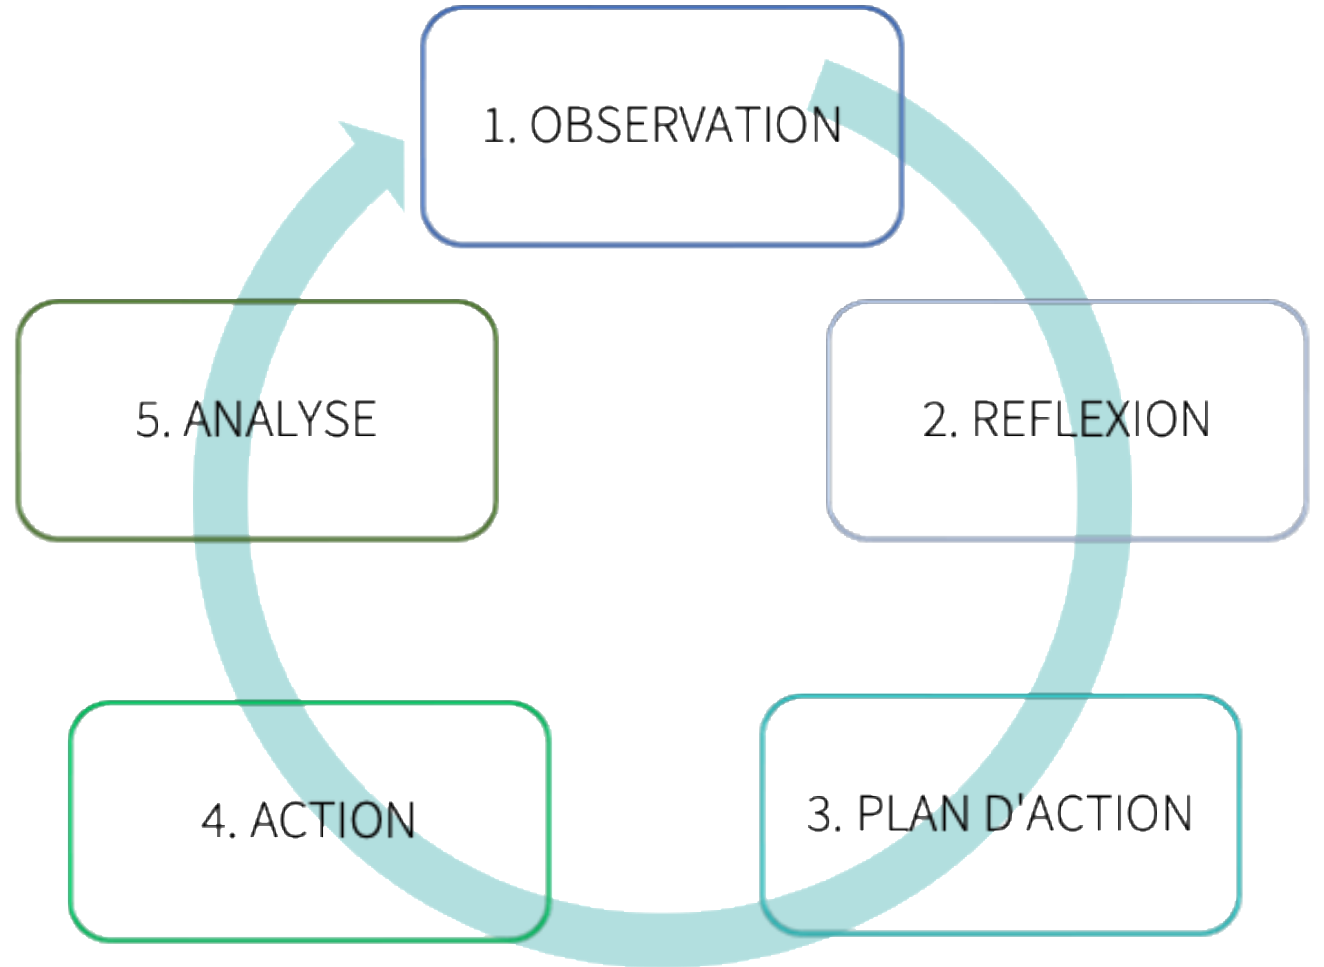 1. OBSERVATION
2. REFLEXION
3. PLAN D'ACTION
4. ACTION
5. ANALYSE